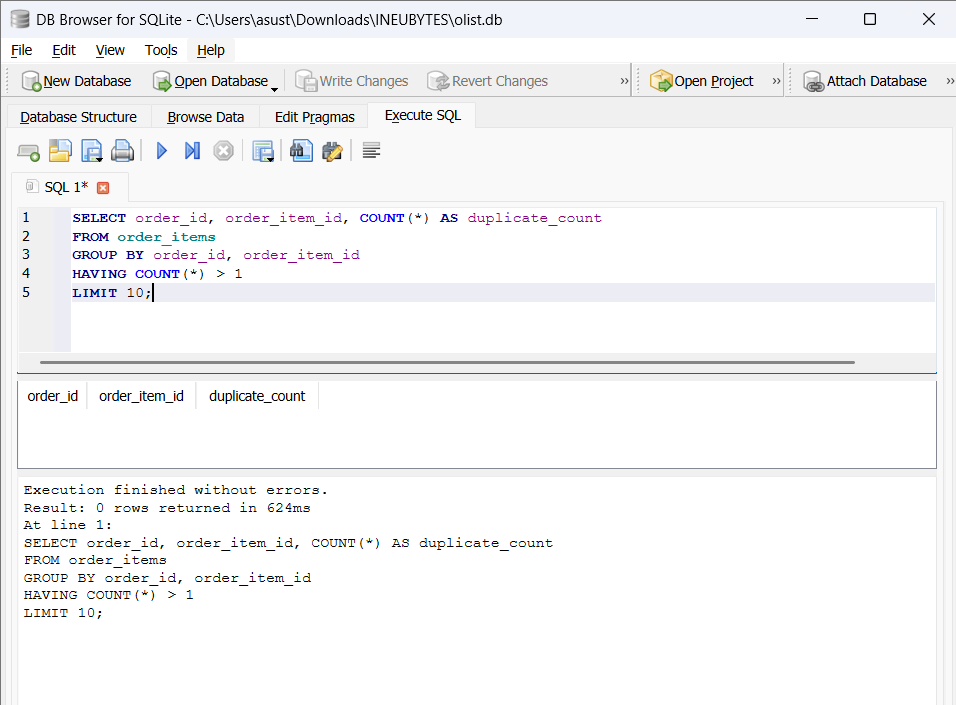 DB Browser for SQLite - C:\Users\asust\Downloads\INEUBYTES\olist.db
File Edit View Tools Help
New Database Open Database Write Changes Revert Changes » Open Project » Attach Database »
Database Structure Browse Data Edit Pragmas Execute SQL
SQL 1*
1 SELECT order_id, order_item_id, COUNT(*) AS duplicate_count
2 FROM order_items
3 GROUP BY order_id, order_item_id
4 HAVING COUNT(*) > 1
5 LIMIT 10;
order_id order_item_id duplicate_count
Execution finished without errors.
Result: 0 rows returned in 624ms
At line 1:
SELECT order_id, order_item_id, COUNT(*) AS duplicate_count
FROM order_items
GROUP BY order_id, order_item_id
HAVING COUNT(*) > 1
LIMIT 10;